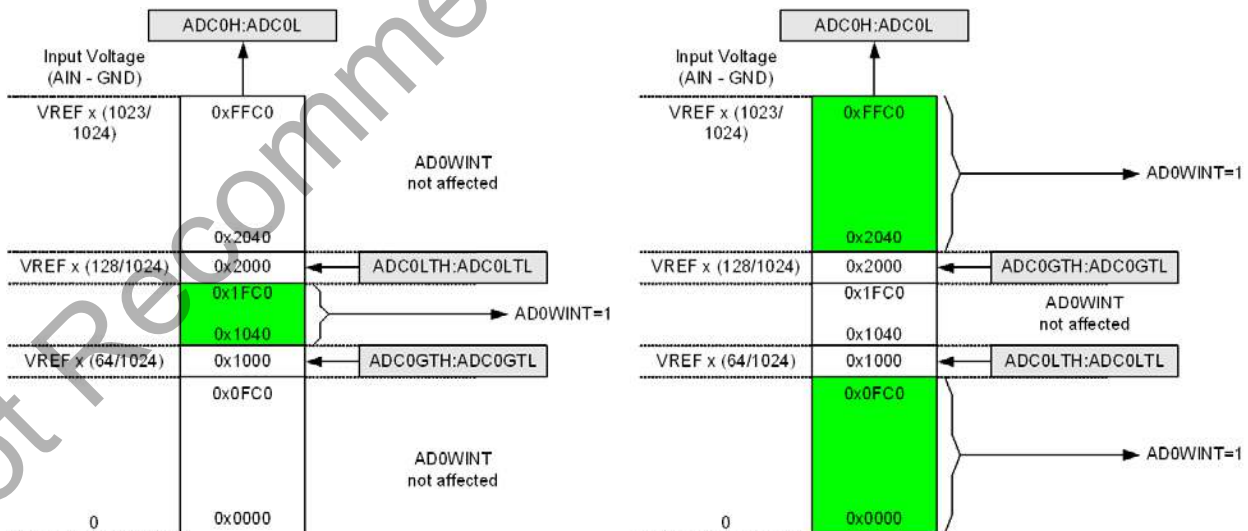 ADC0H:ADC0L
Input Voltage
(AIN - GND)
VREF x (1023/
1024)
0xFFC0
AD0WINT
not affected
0x2040
VREF x (128/1024)
0x2000
ADC0LTH:ADC0LTL
0x1FC0
AD0WINT=1
0x1040
VREF x (64/1024)
0x1000
ADC0GTH:ADC0GTL
0x0FC0
AD0WINT
not affected
0
0x0000
ADC0H:ADC0L
Input Voltage
(AIN - GND)
VREF x (1023/
1024)
0xFFC0
AD0WINT=1
0x2040
VREF x (128/1024)
0x2000
ADC0GTH:ADC0GTL
0x1FC0
AD0WINT
not affected
0x1040
VREF x (64/1024)
0x1000
ADC0LTH:ADC0LTL
0x0FC0
AD0WINT=1
0
0x0000
ot Recomme